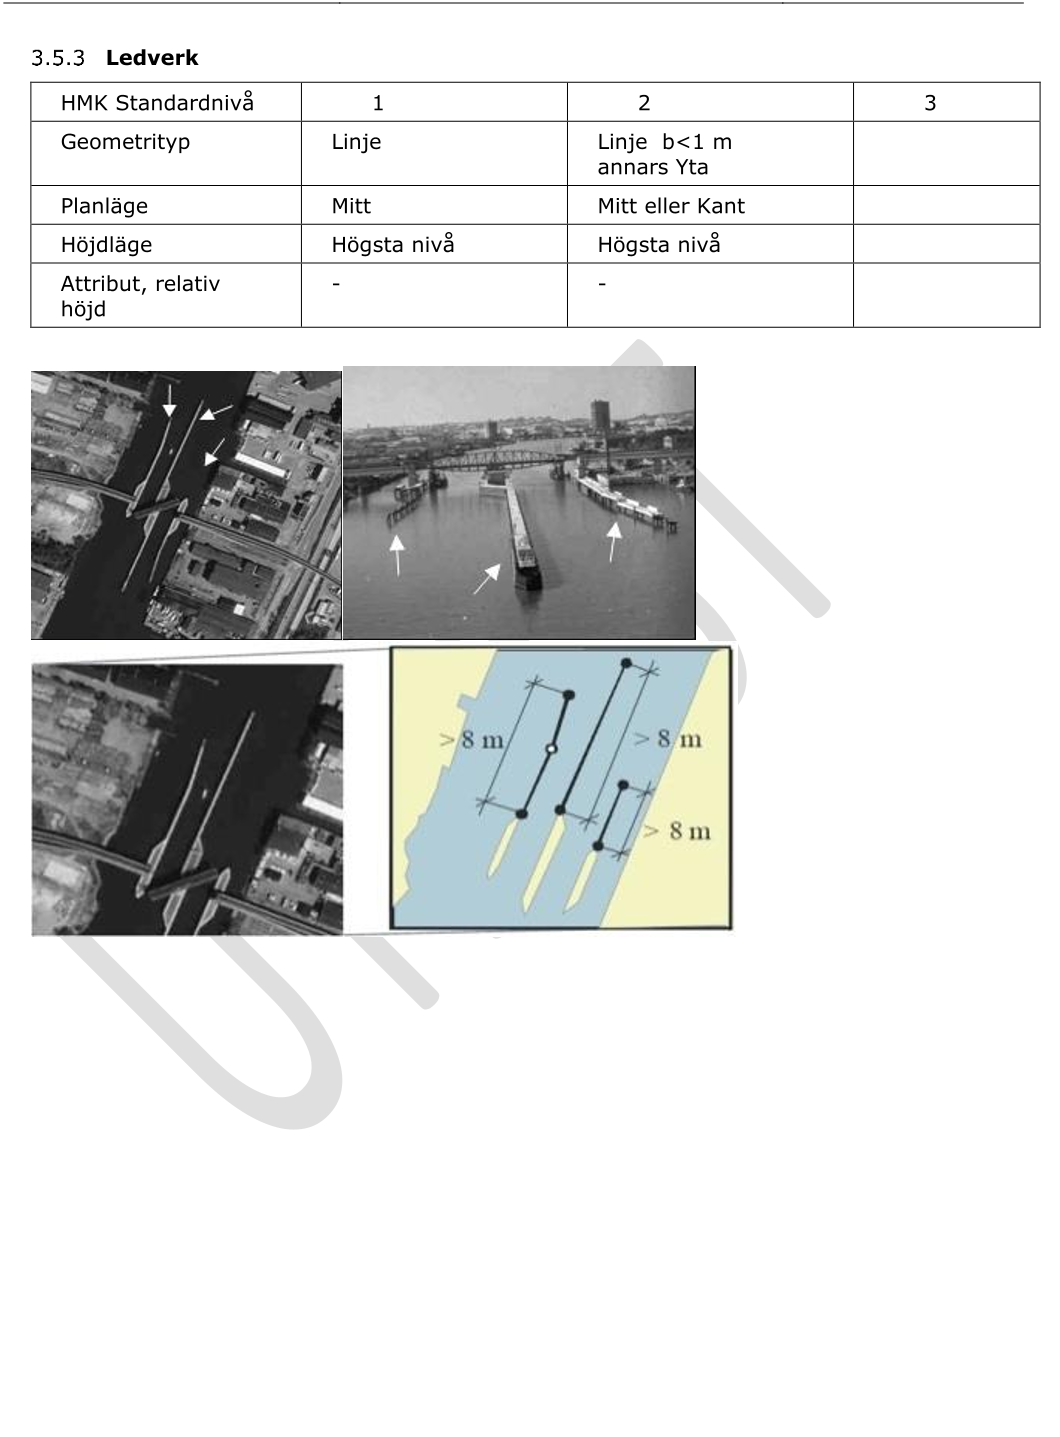 3.5.3 Ledverk
HMK Standardnivå 1 2 3
Geometrityp Linje Linje b<1 m
annars Yta
Planläge Mitt Mitt eller Kant
Höjdläge Högsta nivå Högsta nivå
Attribut, relativ - -
höjd
> 8 m
> 8 m
> 8 m